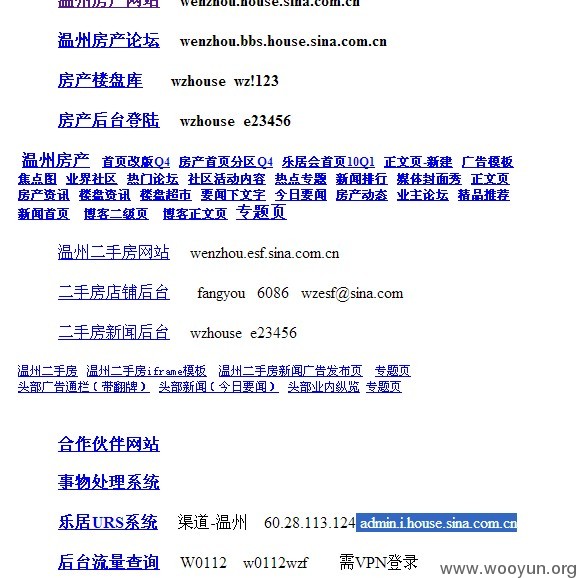 温州房产网站 wenzhou.house.sina.com.cn
温州房产论坛 wenzhou.bbs.house.sina.com.cn
房产楼盘库 wzhouse wz!123
房产后台登陆 wzhouse e23456
温州房产 首页改版Q4 房产首页分区Q4 乐居会首页10Q1 正文页-新建 广告模板
焦点图 业界社区 热门论坛 社区活动内容 热点专题 新闻排行 媒体封面秀 正文页
房产资讯 楼盘资讯 楼盘超市 要闻下文字 今日要闻 房产动态 业主论坛 精品推荐
新闻首页 博客二级页 博客正文页 专题页
温州二手房网站 wenzhou.esf.sina.com.cn
二手房店铺后台 fangyou 6086 wzesf@sina.com
二手房新闻后台 wzhouse e23456
温州二手房 温州二手房iframe模板 温州二手房新闻广告发布页 专题页
头部广告通栏(带翻牌) 头部新闻(今日要闻) 头部业内纵览 专题页
合作伙伴网站
事物处理系统
乐居URS系统 渠道-温州 60.28.113.124 admin.i.house.sina.com.cn
后台流量查询 W0112 w0112wzf 需VPN登录
www.wooyun.org